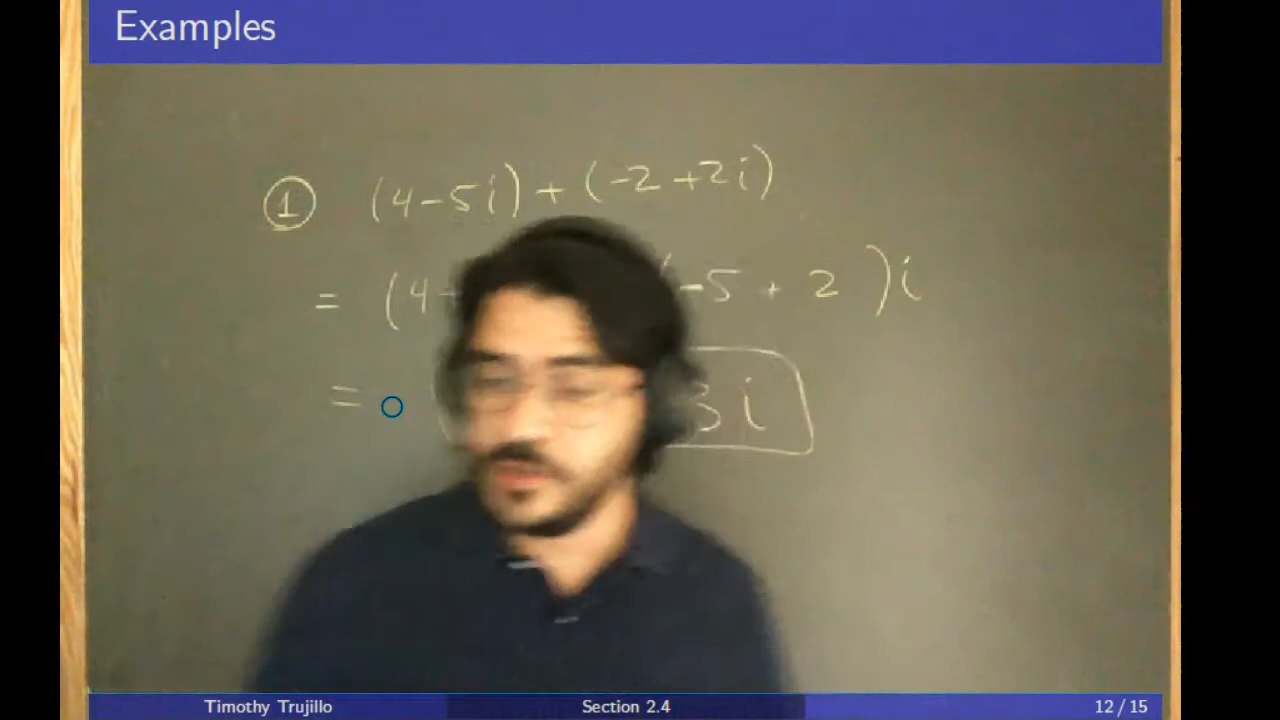 Examples
① (4-5i)+(-2+2i)
= (4- -5 + 2 )i
= 3i
Timothy Trujillo Section 2.4 12 / 15